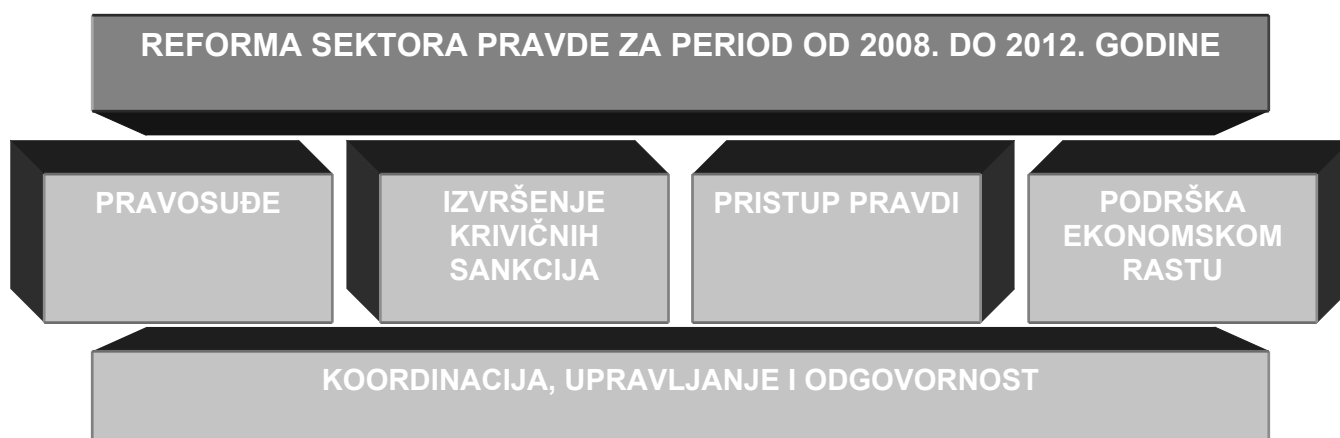 REFORMA SEKTORA PRAVDE ZA PERIOD OD 2008. DO 2012. GODINE
PRAVOSUĐE
IZVRŠENJE
KRIVIČNIH
SANKCIJA
PRISTUP PRAVDI
PODRŠKA
EKONOMSKOM
RASTU
KOORDINACIJA, UPRAVLJANJE I ODGOVORNOST